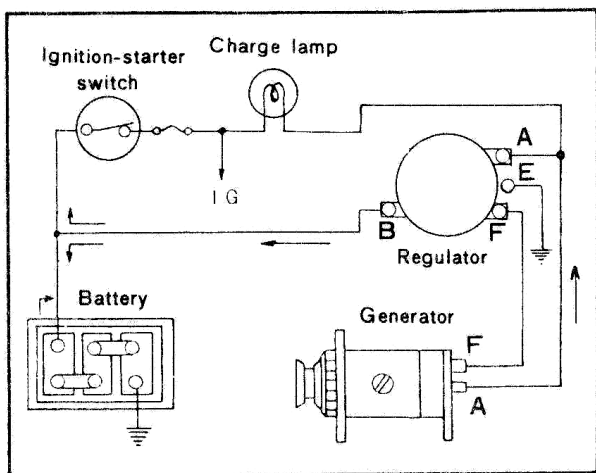 Charge lamp
Ignition-starter
switch
IG
A
E
B
F
Regulator
Battery
Generator
F
A